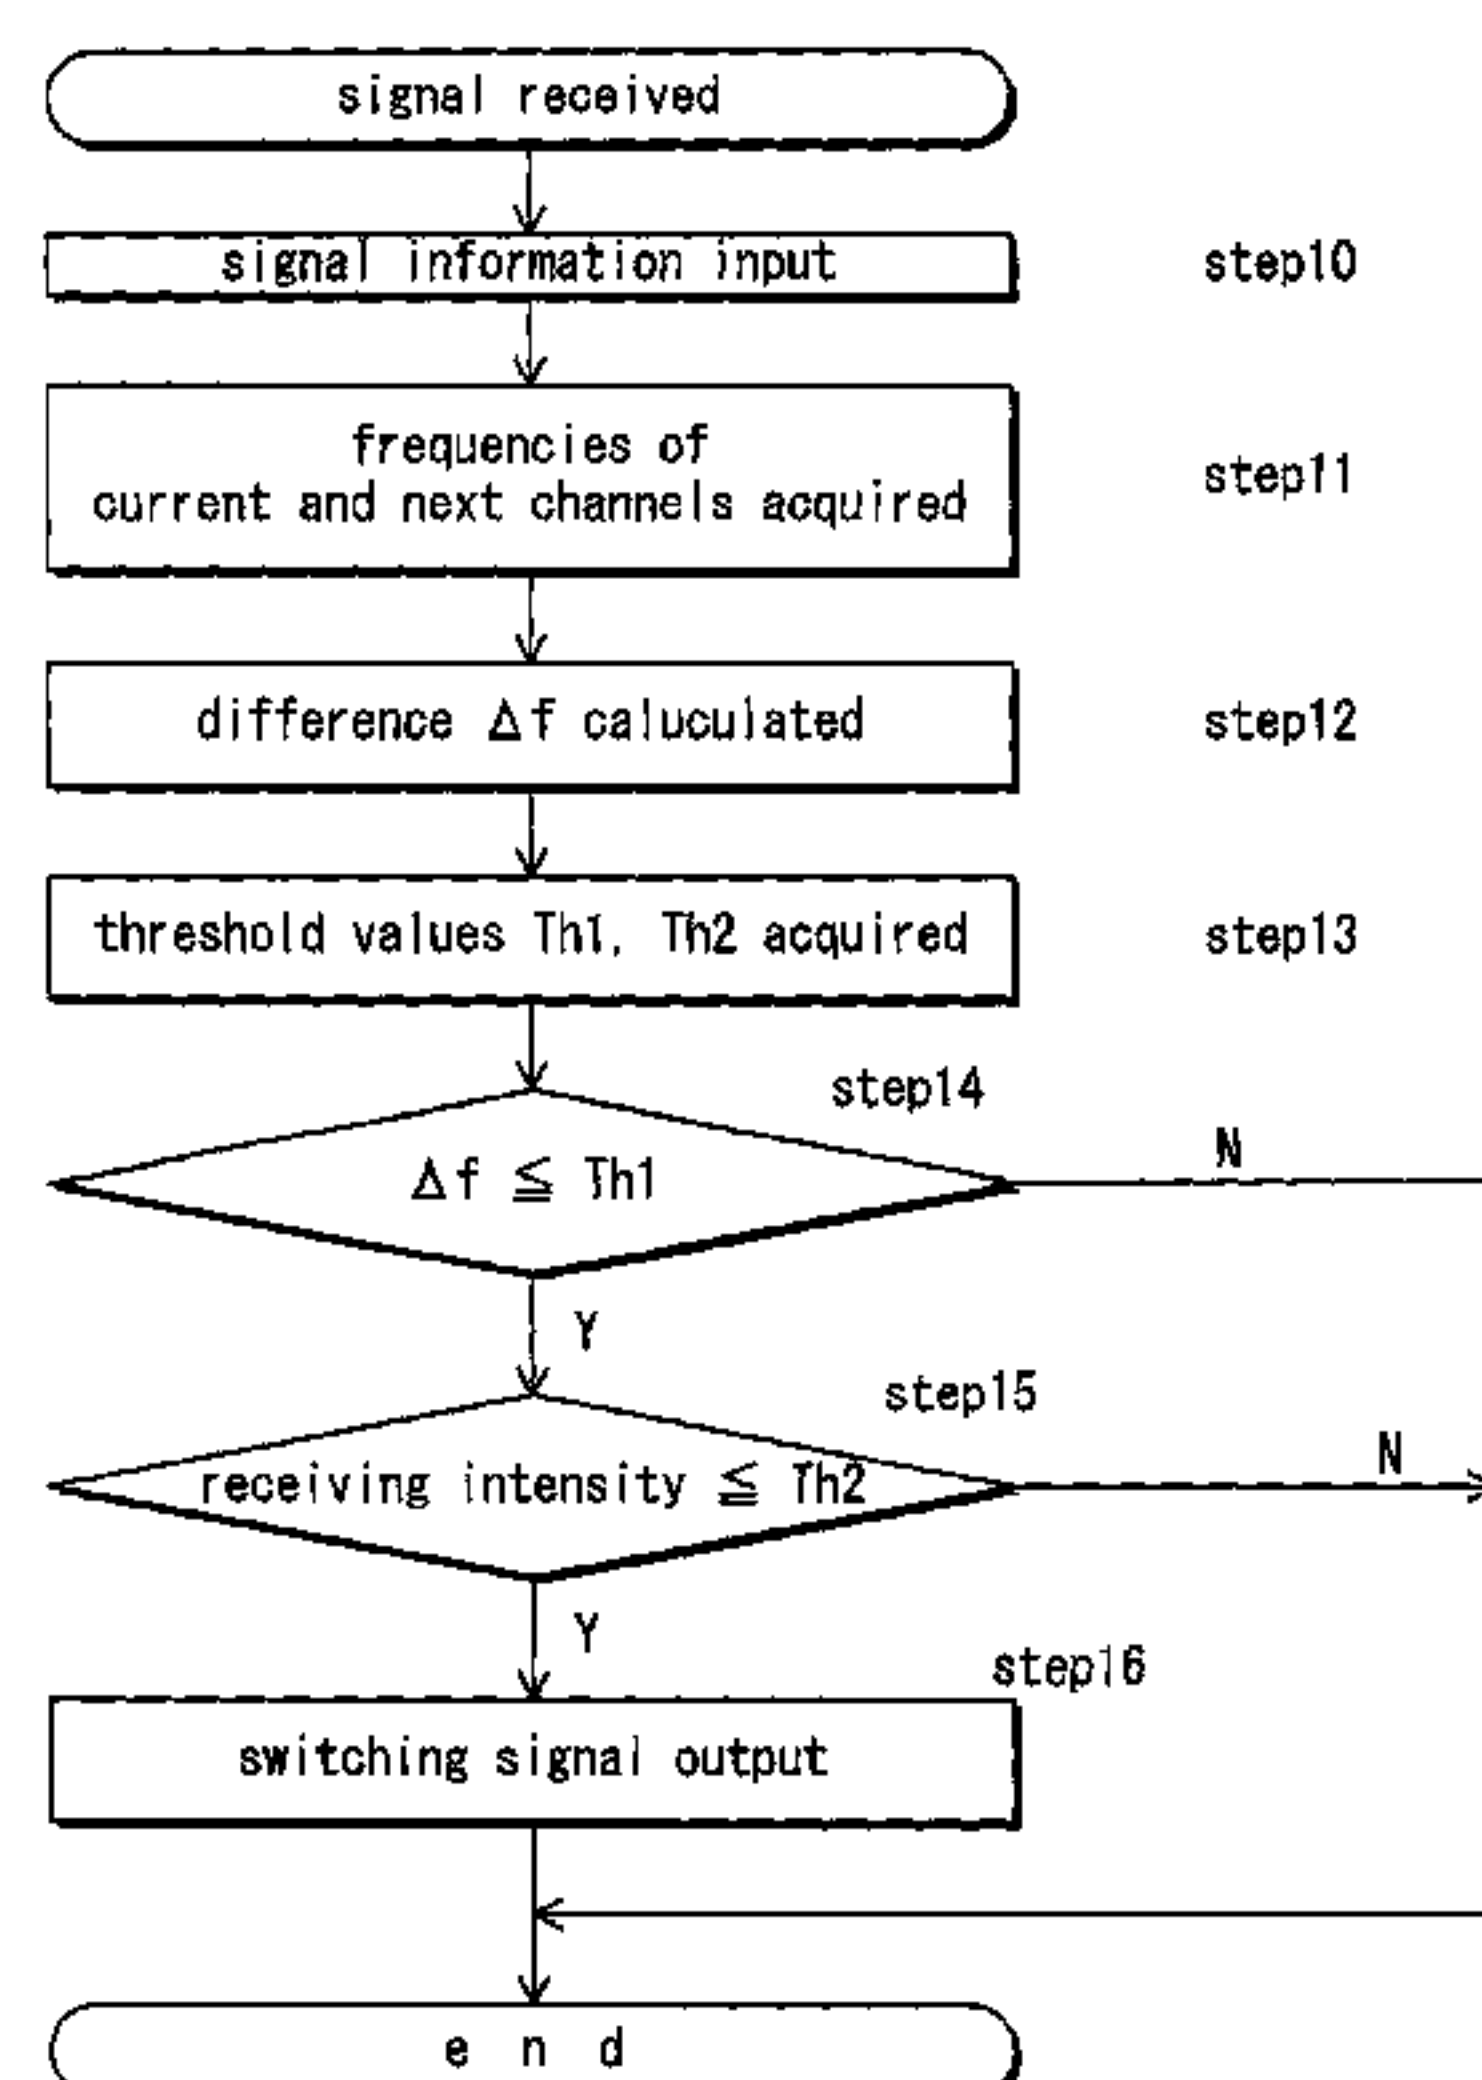 signal received
signal information input
step10
frequencies of
current and next channels acquired
step11
difference Δf caluculated
step12
threshold values Th1, Th2 acquired
step13
step14
Δf ≦ Th1
N
Y
step15
receiving intensity ≦ Th2
N
Y
step16
switching signal output
e n d